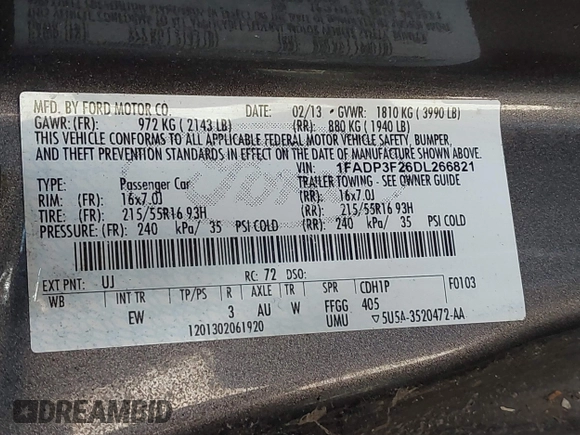 MFD. BY FORD MOTOR CO.
DATE: 02/13 GVWR: 1810 KG ( 3990 LB)
GAWR: (FR): 972 KG ( 2143 LB) (RR): 880 KG ( 1940 LB)
THIS VEHICLE CONFORMS TO ALL APPLICABLE FEDERAL MOTOR VEHICLE SAFETY, BUMPER,
AND THEFT PREVENTION STANDARDS IN EFFECT ON THE DATE OF MANUFACTURE SHOWN ABOVE.
VIN: 1FADP3F26DL266821
TYPE: Passenger Car TRAILER TOWING - SEE OWNER GUIDE
RIM: (FR) 16x7.0J (RR): 16x7.0J
TIRE: (FR): 215/55R16 93H (RR): 215/55R16 93H
PRESSURE: (FR): 240 kPa/ 35 PSI COLD (RR): 240 kPa/ 35 PSI COLD
EXT PNT: UJ RC: 72 DSO:
WB INT TR TP/PS R AXLE TR SPR CDH1P F0103
EW 3 AU W FFGG 405
1201302061920 UMU ▽5U5A-3520472-AA
DREAMBID